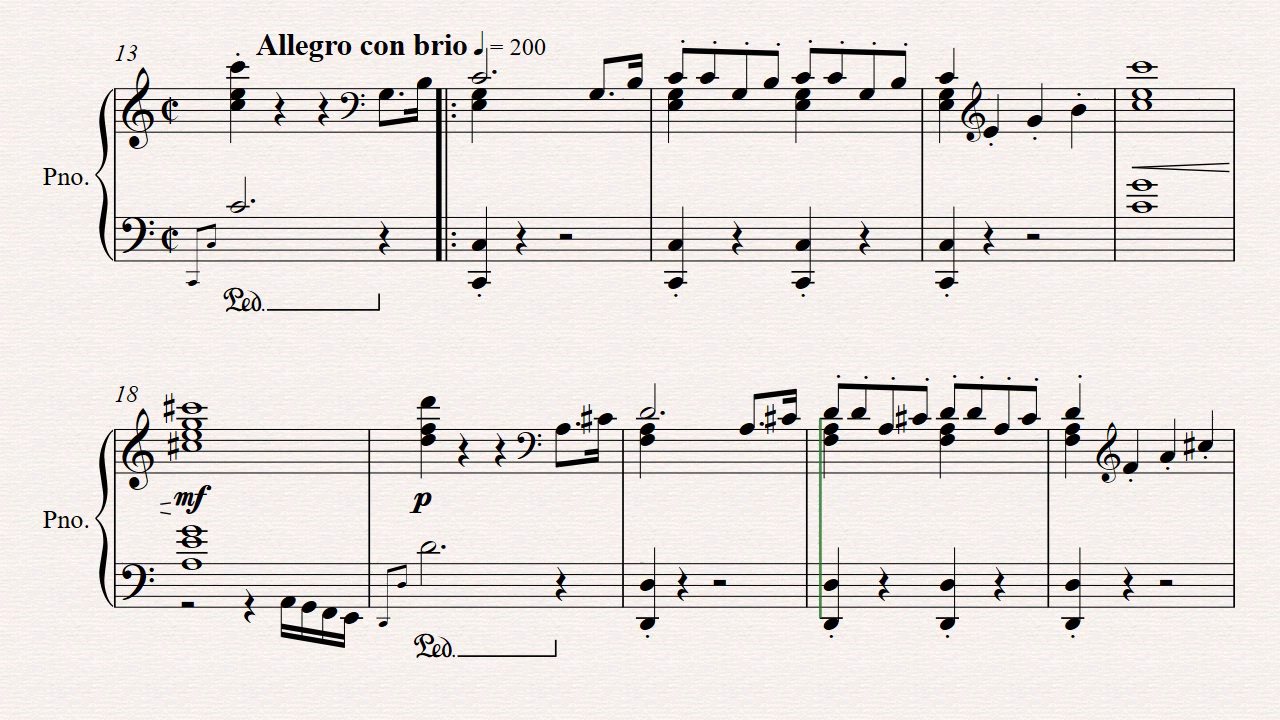 13
Allegro con brio ♩ = 200
Pno.
Ped.
18
mf
p
Pno.
Ped.